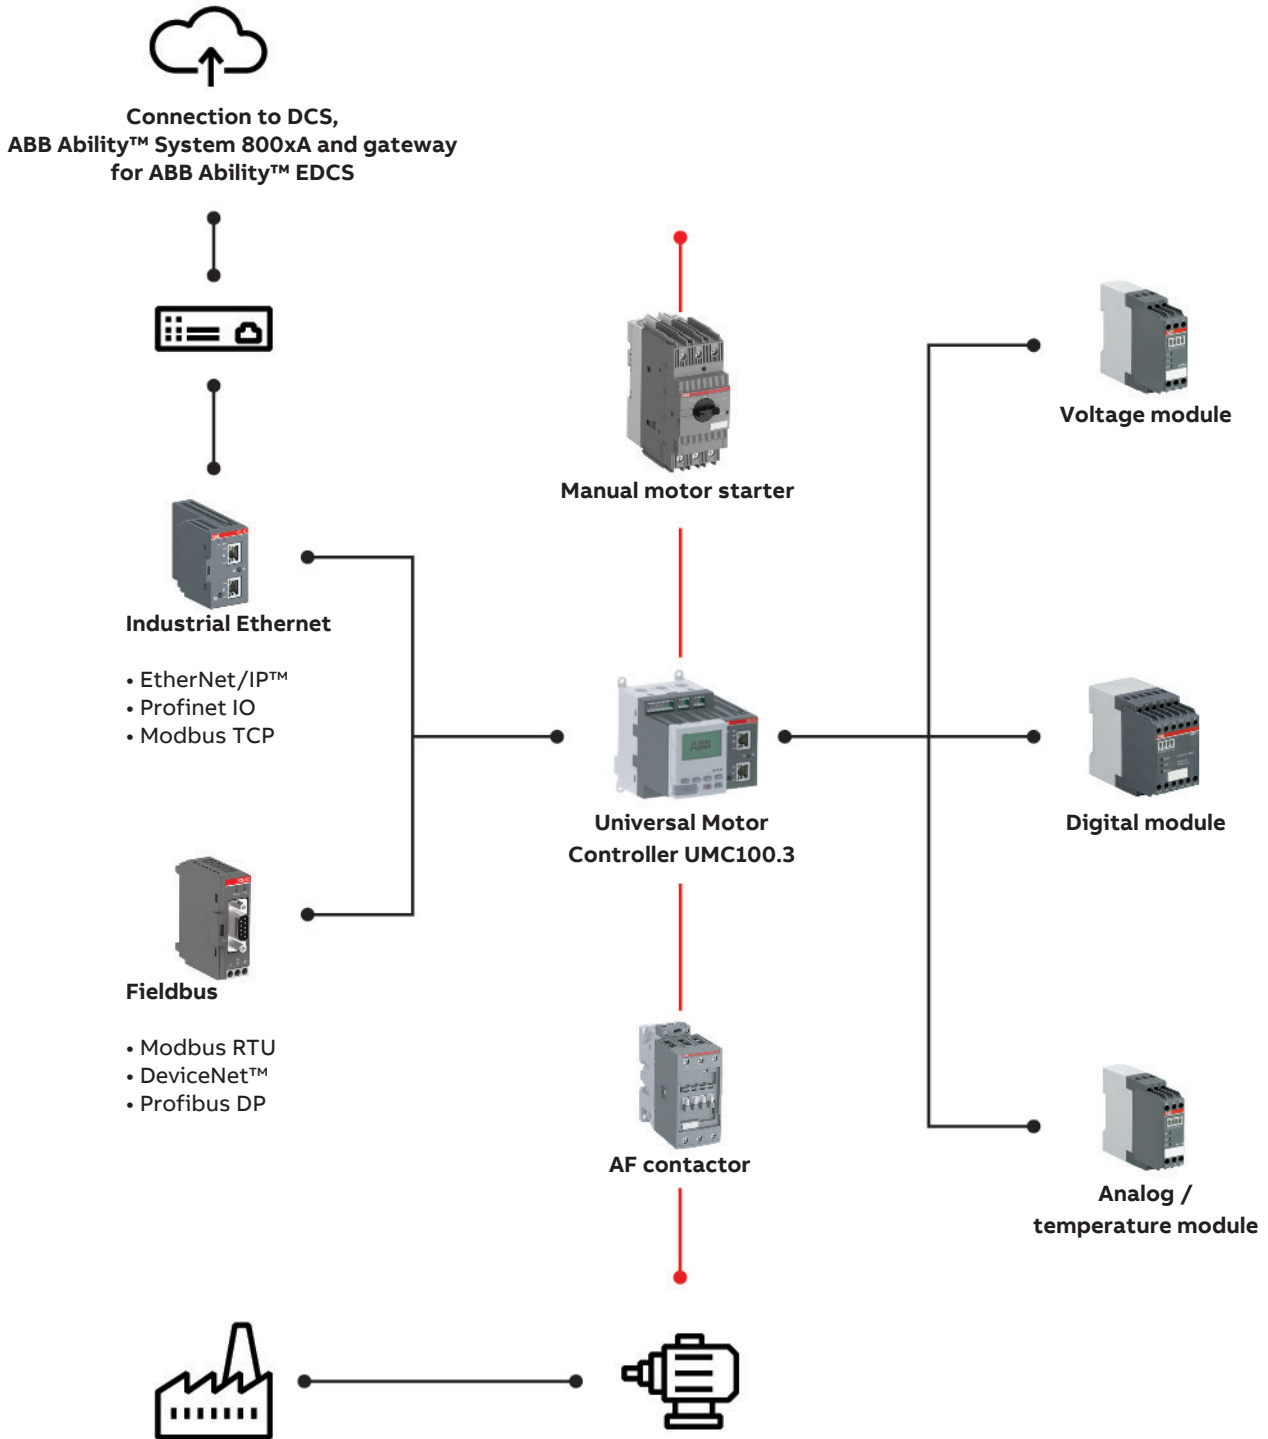 Connection to DCS,
ABB Ability™ System 800xA and gateway
for ABB Ability™ EDCS
Manual motor starter
Voltage module
Industrial Ethernet
• EtherNet/IP™
• Profinet IO
• Modbus TCP
ABB
Universal Motor
Controller UMC100.3
Digital module
Fieldbus
• Modbus RTU
• DeviceNet™
• Profibus DP
AF contactor
Analog /
temperature module